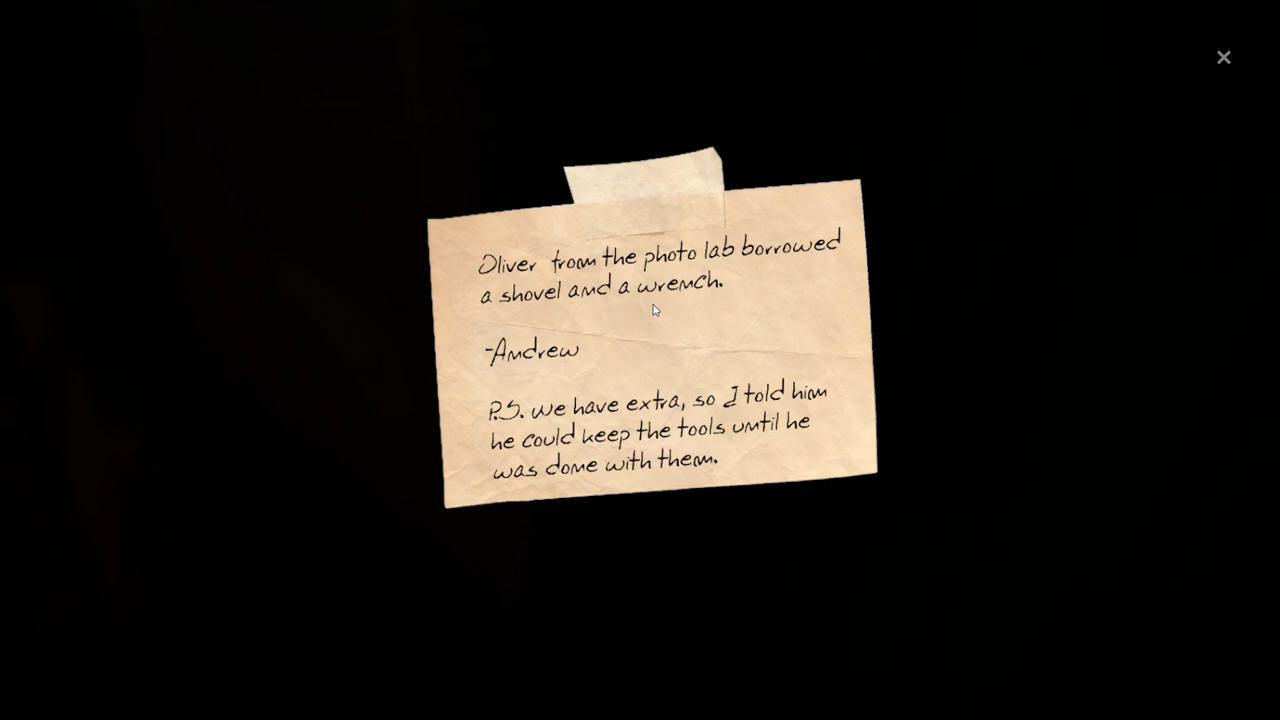 Oliver from the photo lab borrowed
a shovel and a wrench.
-Andrew
P.S. we have extra, so I told him
he could keep the tools until he
was done with them.